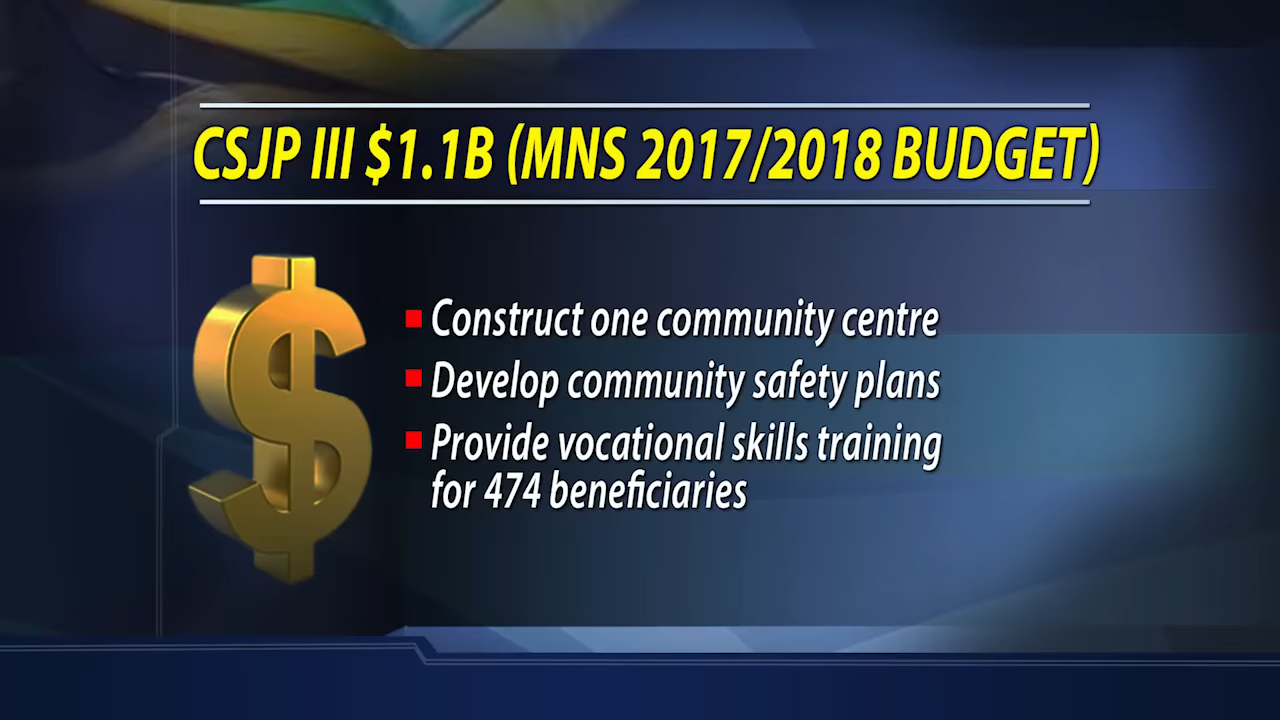 CSJP III $1.1B (MNS 2017/2018 BUDGET)
Construct one community centre
Develop community safety plans
Provide vocational skills training
for 474 beneficiaries